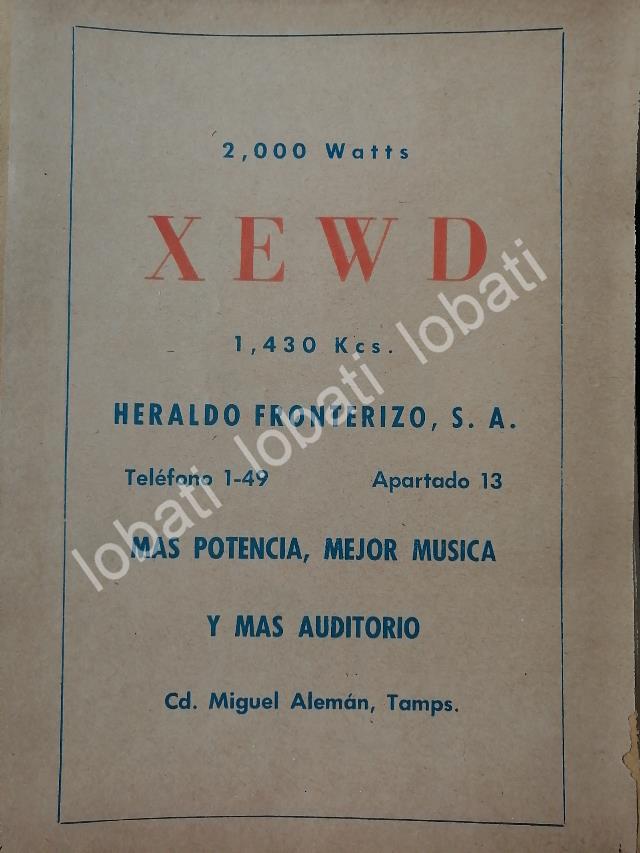 2,000 Watts
XEWD
1,430 Kcs.
HERALDO FRONTERIZO, S. A.
Teléfono 1-49 Apartado 13
MAS POTENCIA, MEJOR MUSICA
Y MAS AUDITORIO
Cd. Miguel Alemán, Tamps.
lobati lobati lobati